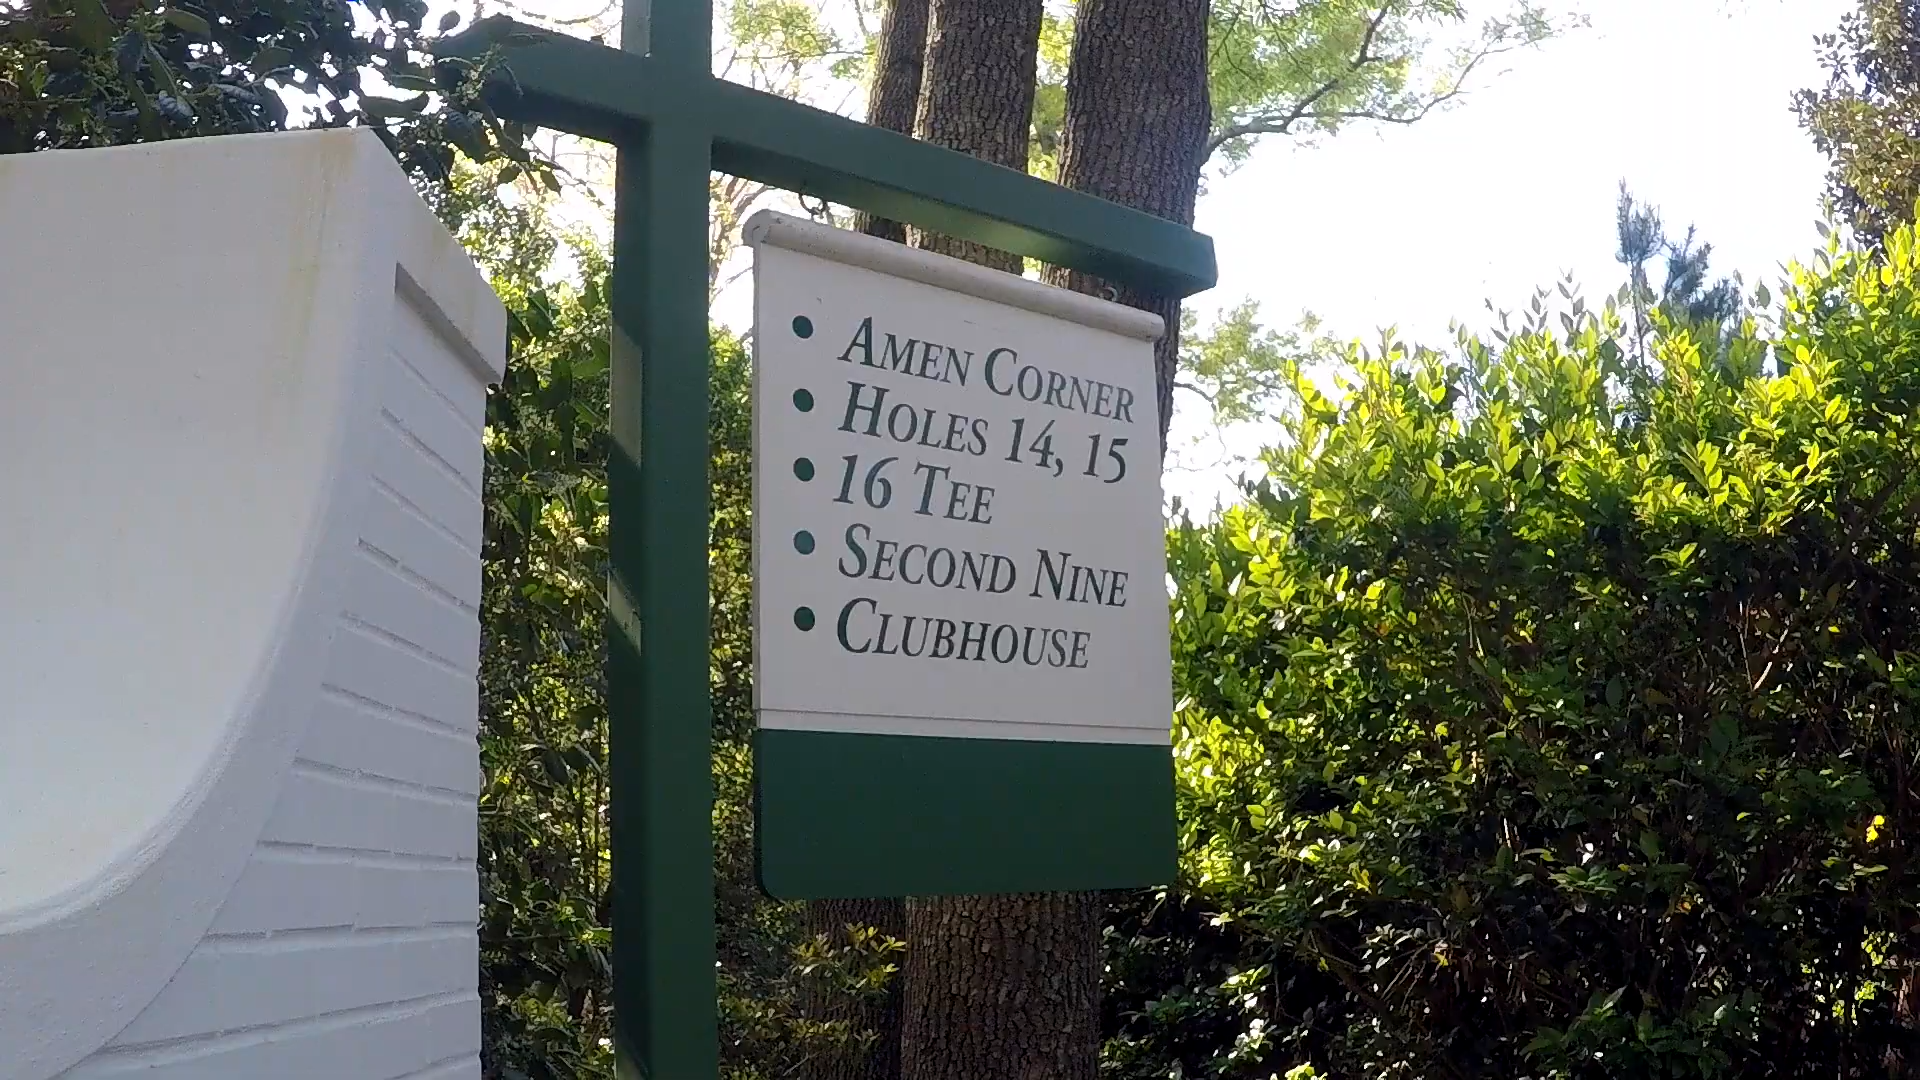 • AMEN CORNER
• HOLES 14, 15
• 16 TEE
• SECOND NINE
• CLUBHOUSE